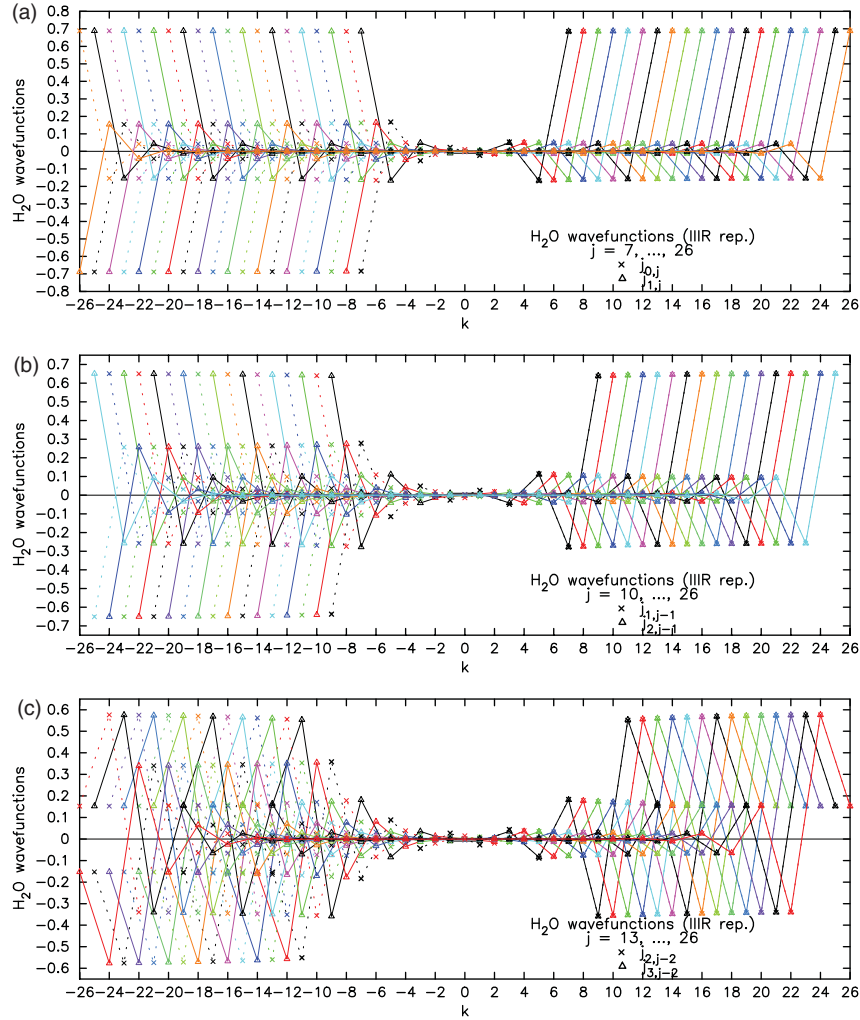 (a)
0.8
0.7
0.6
0.5
0.4
0.3
0.2
0.1
0
−0.1
−0.2
−0.3
−0.4
−0.5
−0.6
−0.7
0.8
H2O wavefunctions
H2O wavefunctions (IIIR rep.)
j = 7, ..., 26
× j0,j
△ j1,j
−26−24−22−20−18−16−14−12−10 −8 −6 −4 −2 0 2 4 6 8 10 12 14 16 18 20 22 24 26
k
(b)
0.7
0.6
0.5
0.4
0.3
0.2
0.1
0
−0.1
−0.2
−0.3
−0.4
−0.5
−0.6
−0.7
H2O wavefunctions
H2O wavefunctions (IIIR rep.)
j = 10, ..., 26
× j1,j−1
△ j2,j−1
−26−24−22−20−18−16−14−12−10 −8 −6 −4 −2 0 2 4 6 8 10 12 14 16 18 20 22 24 26
k
(c)
0.6
0.5
0.4
0.3
0.2
0.1
0
−0.1
−0.2
−0.3
−0.4
−0.5
−0.6
H2O wavefunctions
H2O wavefunctions (IIIR rep.)
j = 13, ..., 26
× j2,j−2
△ j3,j−2
−26−24−22−20−18−16−14−12−10 −8 −6 −4 −2 0 2 4 6 8 10 12 14 16 18 20 22 24 26
k